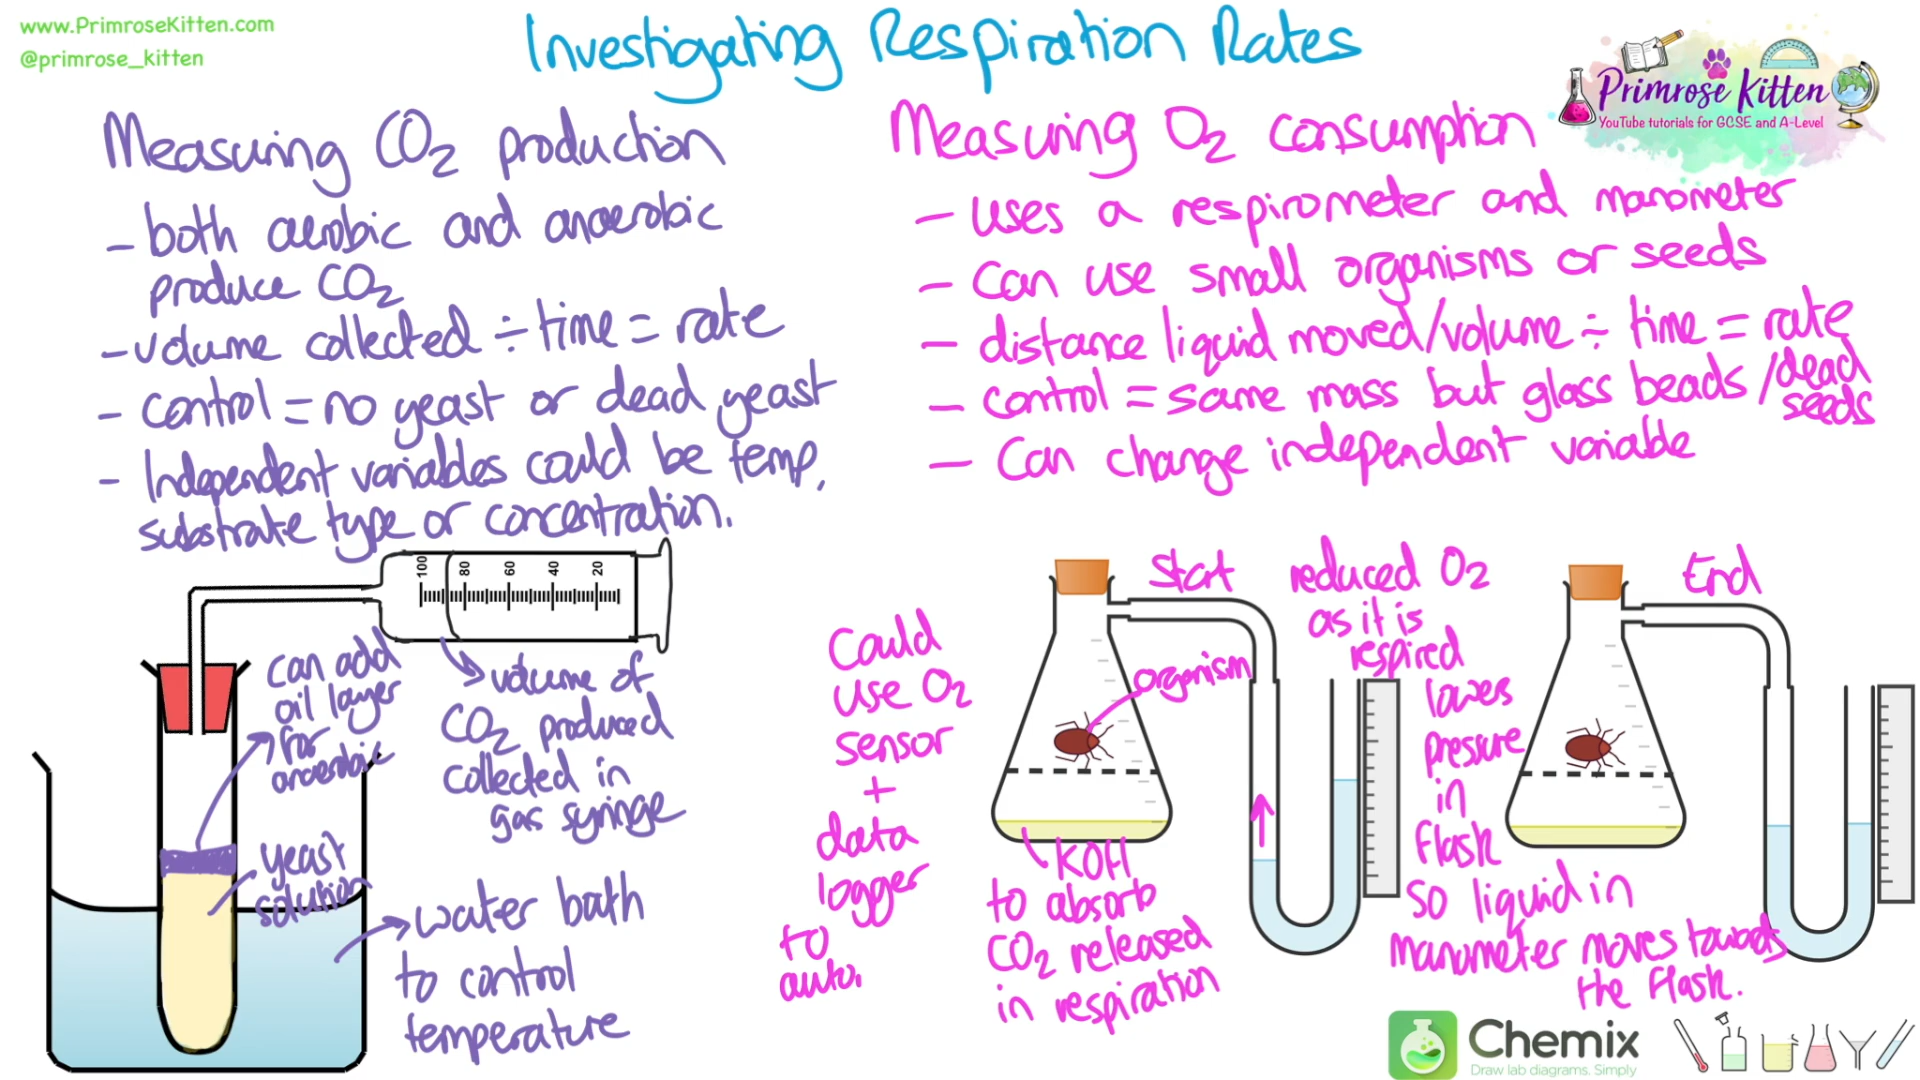 www.PrimroseKitten.com
@primrose_kitten
Investigating Respiration Rates
Primrose Kitten
YouTube tutorials for GCSE and A-Level
Measuring CO2 production
- both aerobic and anaerobic
produce CO2
- volume collected ÷ time = rate
- control = no yeast or dead yeast
- Independent variables could be temp,
substrate type or concentration.
100 80 60 40 20
can add
oil layer
for
anaerobic
volume of
CO2 produced
collected in
gas syringe
yeast
solution
water bath
to control
temperature
Measuring O2 consumption
- uses a respirometer and manometer
- Can use small organisms or seeds
- distance liquid moved/volume ÷ time = rate
- control = same mass but glass beads /dead
seeds
- Can change independent variable
Could
use O2
sensor
+
data
logger
to
auto.
Start
organism
KOH
to absorb
CO2 released
in respiration
reduced O2
as it is
respired
lowers
pressure
in
flask
so liquid in
manometer moves towards
the flask.
End
Chemix
Draw lab diagrams. Simply